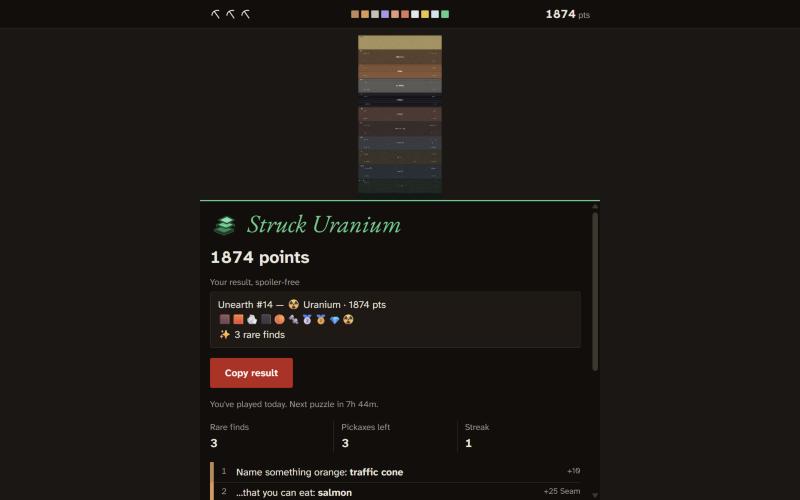 1874 pts
Struck Uranium
1874 points
Your result, spoiler-free
Unearth #14 — ☢️ Uranium · 1874 pts
✨ 3 rare finds
Copy result
You've played today. Next puzzle in 7h 44m.
Rare finds
Pickaxes left
Streak
3
3
1
1 Name something orange: traffic cone +10
2 ...that you can eat: salmon +25 Seam